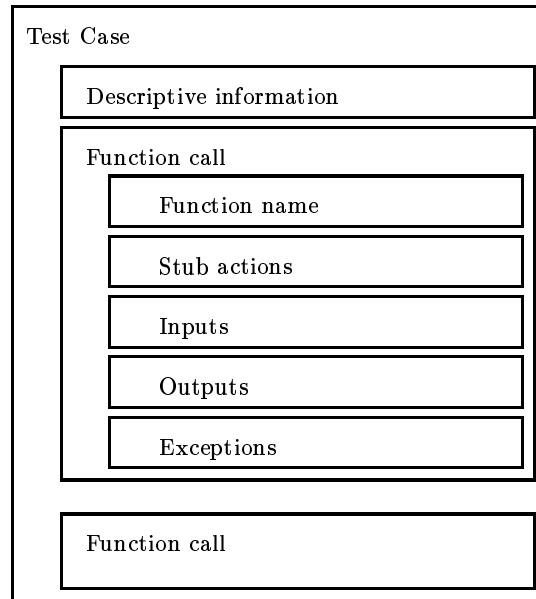 Test Case
Descriptive information
Function call
Function name
Stub actions
Inputs
Outputs
Exceptions
Function call